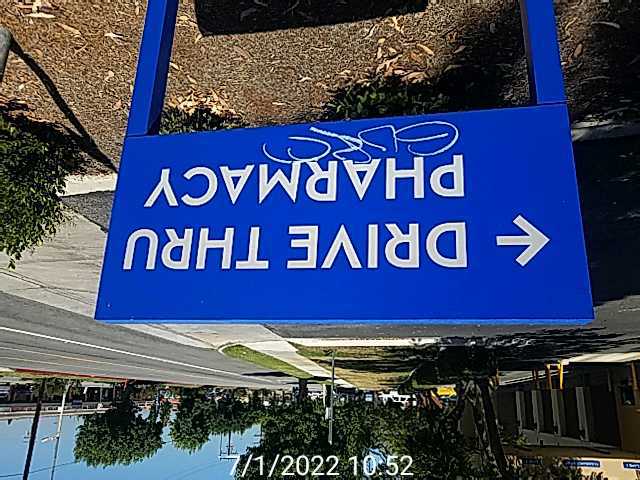 ← DRIVE THRU
PHARMACY
7/1/2022 10:52